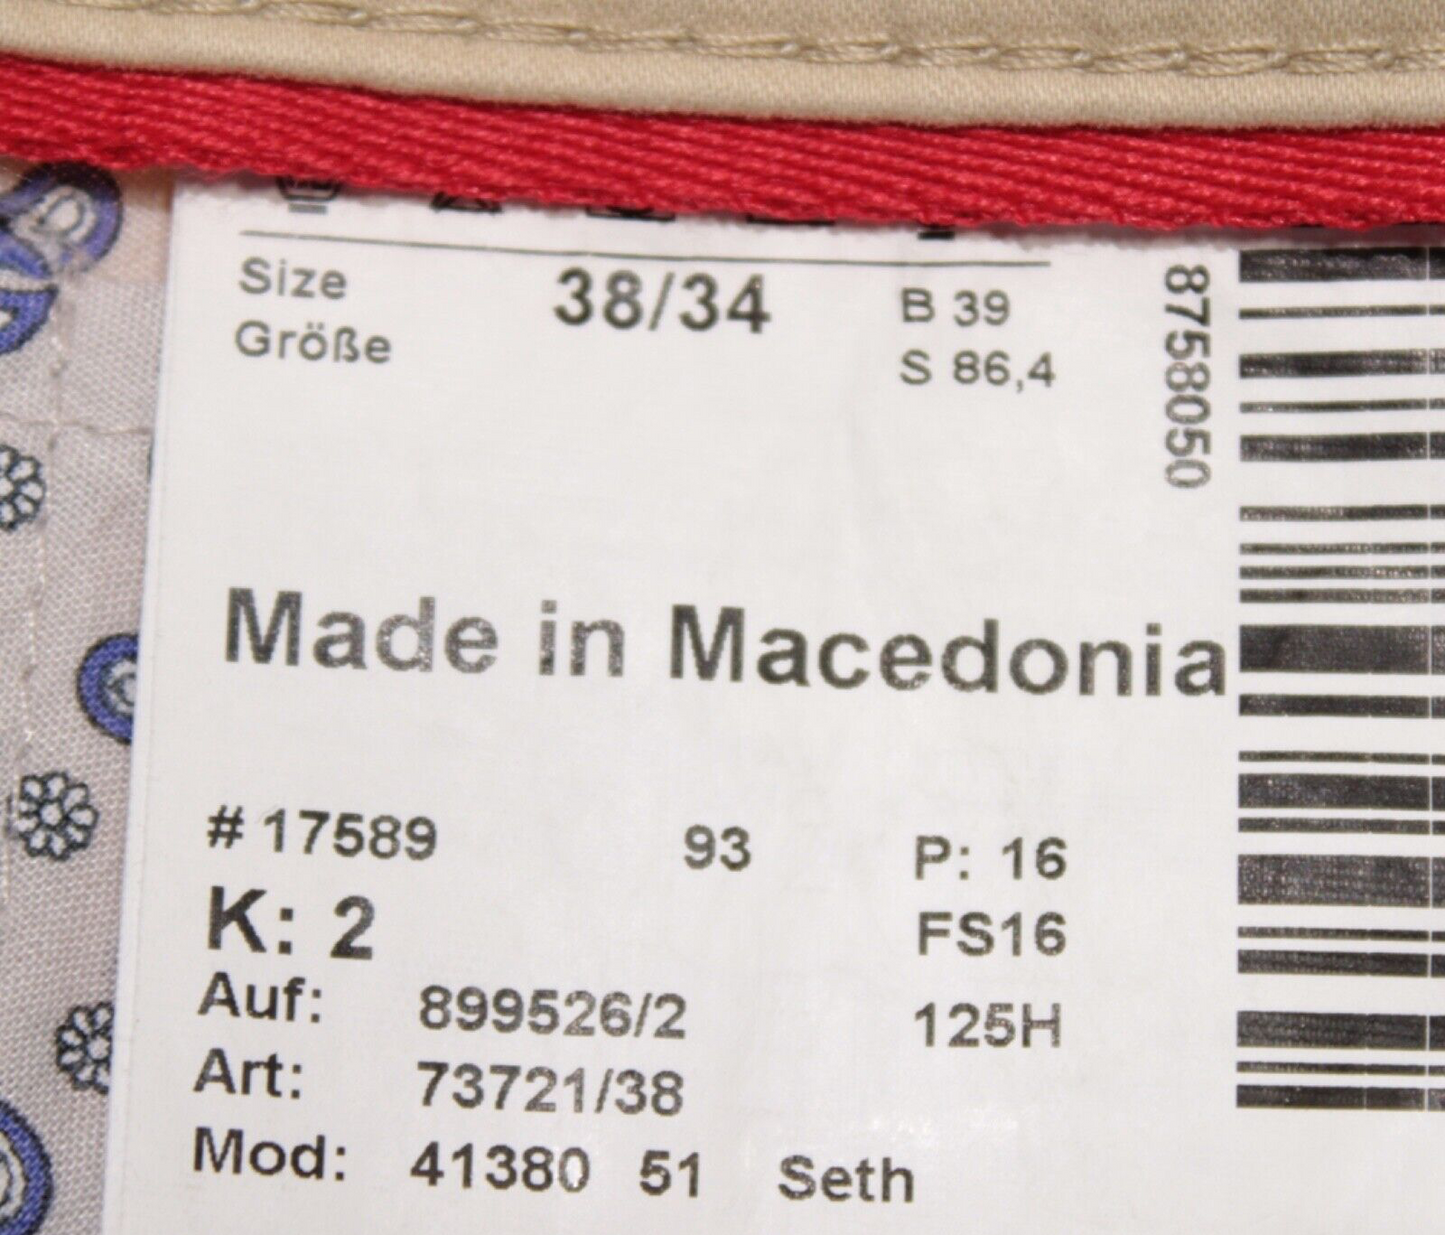 Size 38/34 B 39
Größe S 86,4
8758050
Made in Macedonia
# 17589 93 P: 16
K: 2 FS16
Auf: 899526/2 125H
Art: 73721/38
Mod: 41380 51 Seth